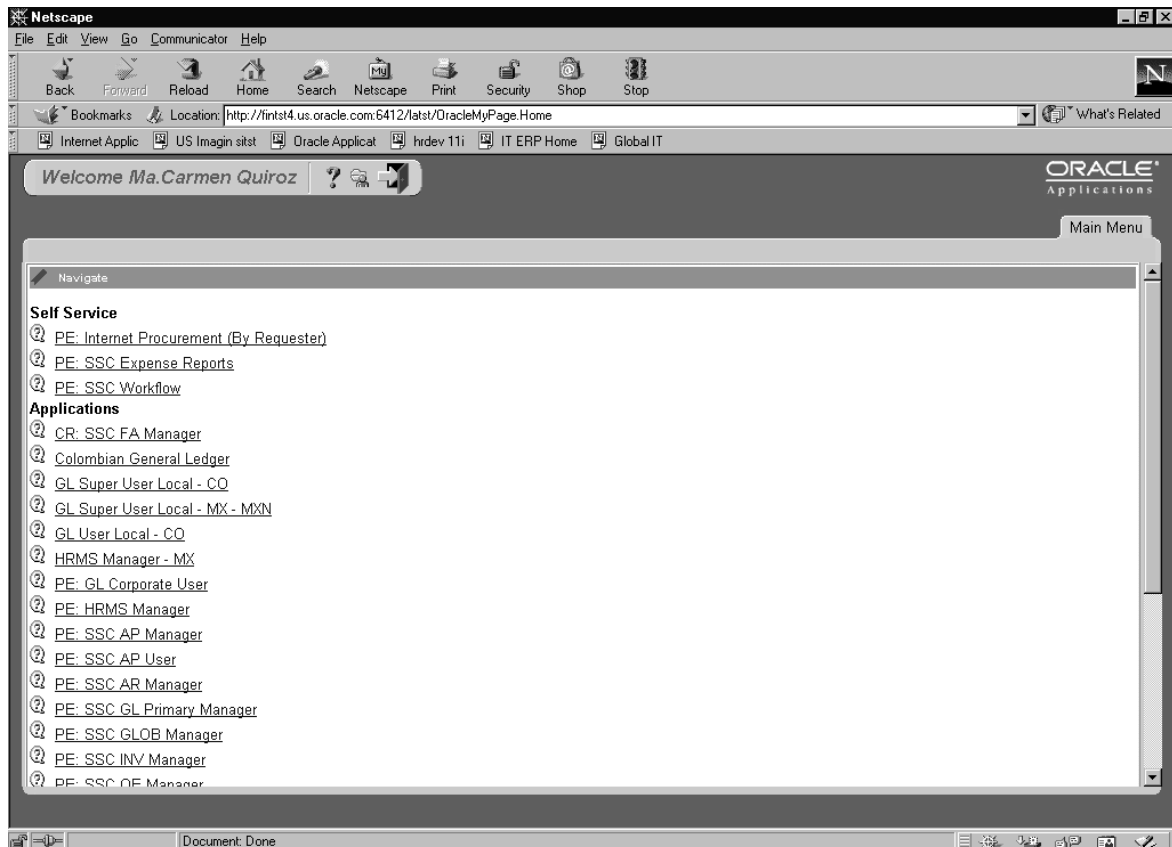 Netscape
File Edit View Go Communicator Help
Back Forward Reload Home Search Netscape Print Security Shop Stop
Bookmarks Location: http://fintst4.us.oracle.com:6412/latst/OracleMyPage.Home What's Related
Internet Applic US Imagin sitst Oracle Applicat hrdev 11i IT ERP Home Global IT
Welcome Ma.Carmen Quiroz
ORACLE
Applications
Main Menu
Navigate
Self Service
PE: Internet Procurement (By Requester)
PE: SSC Expense Reports
PE: SSC Workflow
Applications
CR: SSC FA Manager
Colombian General Ledger
GL Super User Local - CO
GL Super User Local - MX - MXN
GL User Local - CO
HRMS Manager - MX
PE: GL Corporate User
PE: HRMS Manager
PE: SSC AP Manager
PE: SSC AP User
PE: SSC AR Manager
PE: SSC GL Primary Manager
PE: SSC GLOB Manager
PE: SSC INV Manager
PE: SSC OE Manager
Document: Done